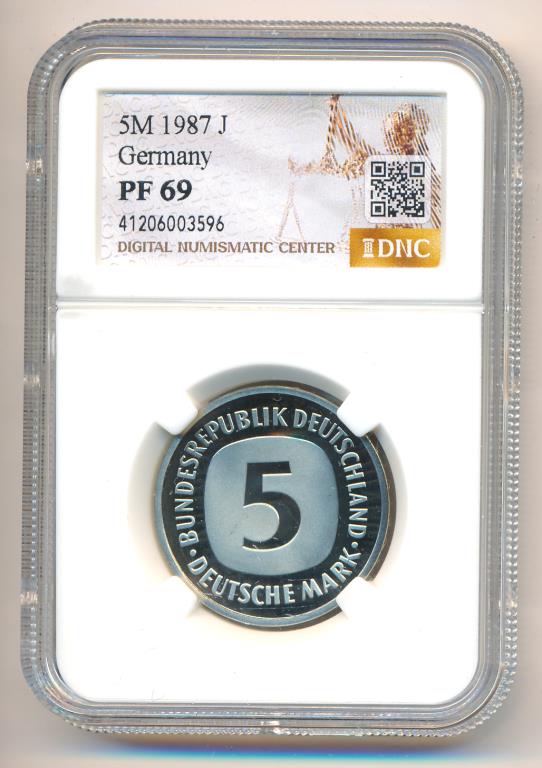 5M 1987 J
Germany
PF 69
41206003596
DIGITAL NUMISMATIC CENTER
DNC
· BUNDESREPUBLIK DEUTSCHLAND ·
5
DEUTSCHE MARK